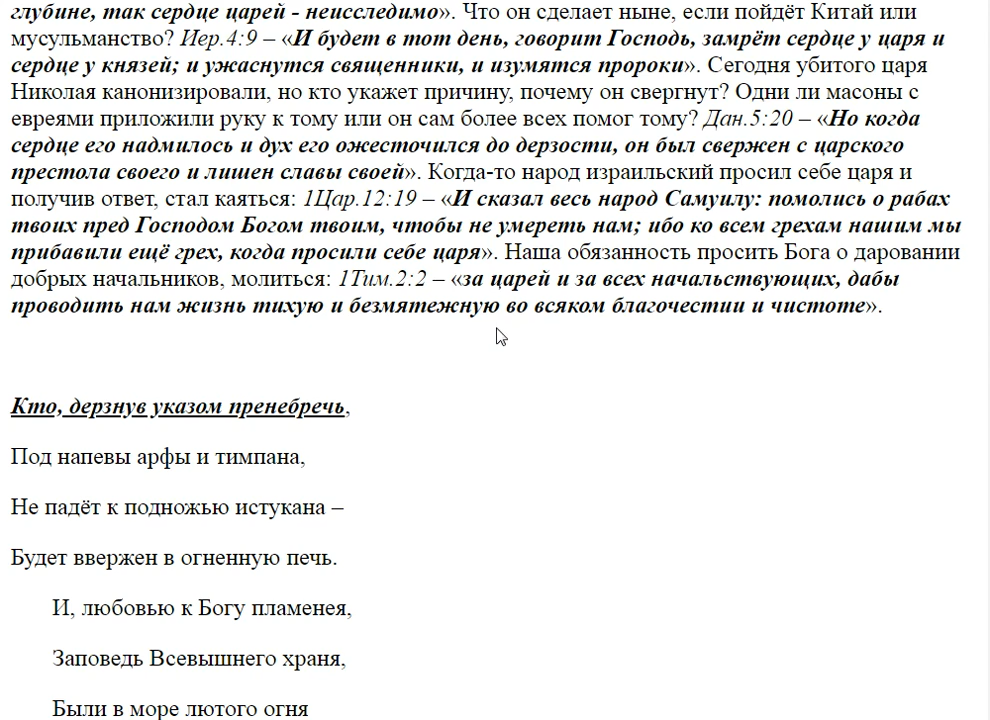 глубине, так сердце царей - неисследимо». Что он сделает ныне, если пойдёт Китай или
мусульманство? Иер.4:9 – «И будет в тот день, говорит Господь, замрёт сердце у царя и
сердце у князей; и ужаснутся священники, и изумятся пророки». Сегодня убитого царя
Николая канонизировали, но кто укажет причину, почему он свергнут? Одни ли масоны с
евреями приложили руку к тому или он сам более всех помог тому? Дан.5:20 – «Но когда
сердце его надмилось и дух его ожесточился до дерзости, он был свержен с царского
престола своего и лишен славы своей». Когда-то народ израильский просил себе царя и
получив ответ, стал каяться: 1Цар.12:19 – «И сказал весь народ Самуилу: помолись о рабах
твоих пред Господом Богом твоим, чтобы не умереть нам; ибо ко всем грехам нашим мы
прибавили ещё грех, когда просили себе царя». Наша обязанность просить Бога о даровании
добрых начальников, молиться: 1Тим.2:2 – «за царей и за всех начальствующих, дабы
проводить нам жизнь тихую и безмятежную во всяком благочестии и чистоте».
Кто, дерзнув указом пренебречь,
Под напевы арфы и тимпана,
Не падёт к подножью истукана –
Будет ввержен в огненную печь.
И, любовью к Богу пламенея,
Заповедь Всевышнего храня,
Были в море лютого огня